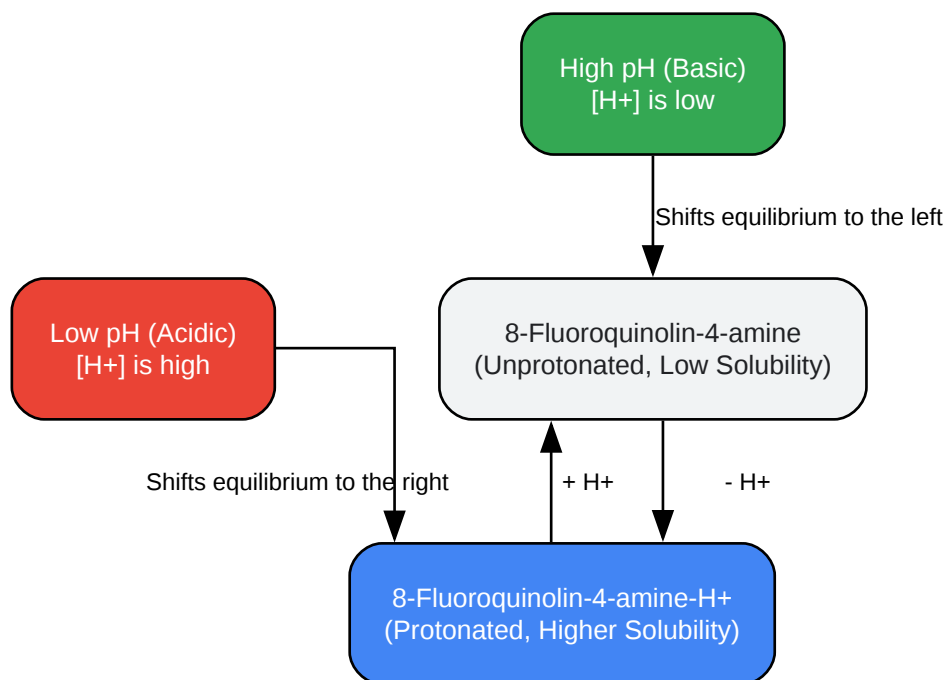 High pH (Basic)
[H+] is low
Shifts equilibrium to the left
Low pH (Acidic)
[H+] is high
8-Fluoroquinolin-4-amine
(Unprotonated, Low Solubility)
Shifts equilibrium to the right
+ H+
- H+
8-Fluoroquinolin-4-amine-H+
(Protonated, Higher Solubility)